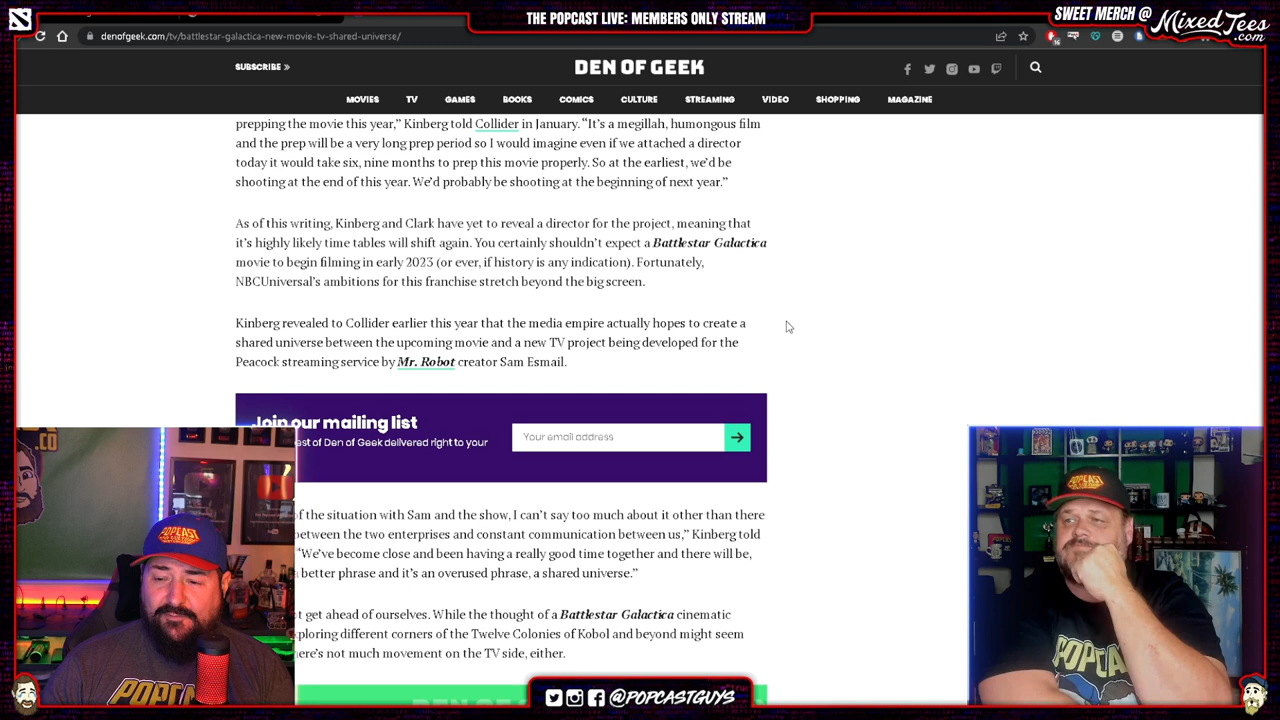 THE POPCAST LIVE: MEMBERS ONLY STREAM
SWEET MERCH @ MixedTees.com
denofgeek.com/tv/battlestar-galactica-new-movie-tv-shared-universe/
SUBSCRIBE »
DEN OF GEEK
MOVIES TV GAMES BOOKS COMICS CULTURE STREAMING VIDEO SHOPPING MAGAZINE
prepping the movie this year,” Kinberg told Collider in January. “It’s a megillah, humongous film
and the prep will be a very long prep period so I would imagine even if we attached a director
today it would take six, nine months to prep this movie properly. So at the earliest, we’d be
shooting at the end of this year. We’d probably be shooting at the beginning of next year.”
As of this writing, Kinberg and Clark have yet to reveal a director for the project, meaning that
it’s highly likely time tables will shift again. You certainly shouldn’t expect a Battlestar Galactica
movie to begin filming in early 2023 (or ever, if history is any indication). Fortunately,
NBCUniversal’s ambitions for this franchise stretch beyond the big screen.
Kinberg revealed to Collider earlier this year that the media empire actually hopes to create a
shared universe between the upcoming movie and a new TV project being developed for the
Peacock streaming service by Mr. Robot creator Sam Esmail.
Join our mailing list
est of Den of Geek delivered right to your
Your email address
of the situation with Sam and the show, I can’t say too much about it other than there
between the two enterprises and constant communication between us,” Kinberg told
“We’ve become close and been having a really good time together and there will be,
a better phrase and it’s an overused phrase, a shared universe.”
t get ahead of ourselves. While the thought of a Battlestar Galactica cinematic
ploring different corners of the Twelve Colonies of Kobol and beyond might seem
here’s not much movement on the TV side, either.
.CO
POPCAST
POPCAST
POPC
POPCA
@POPCASTGUYS